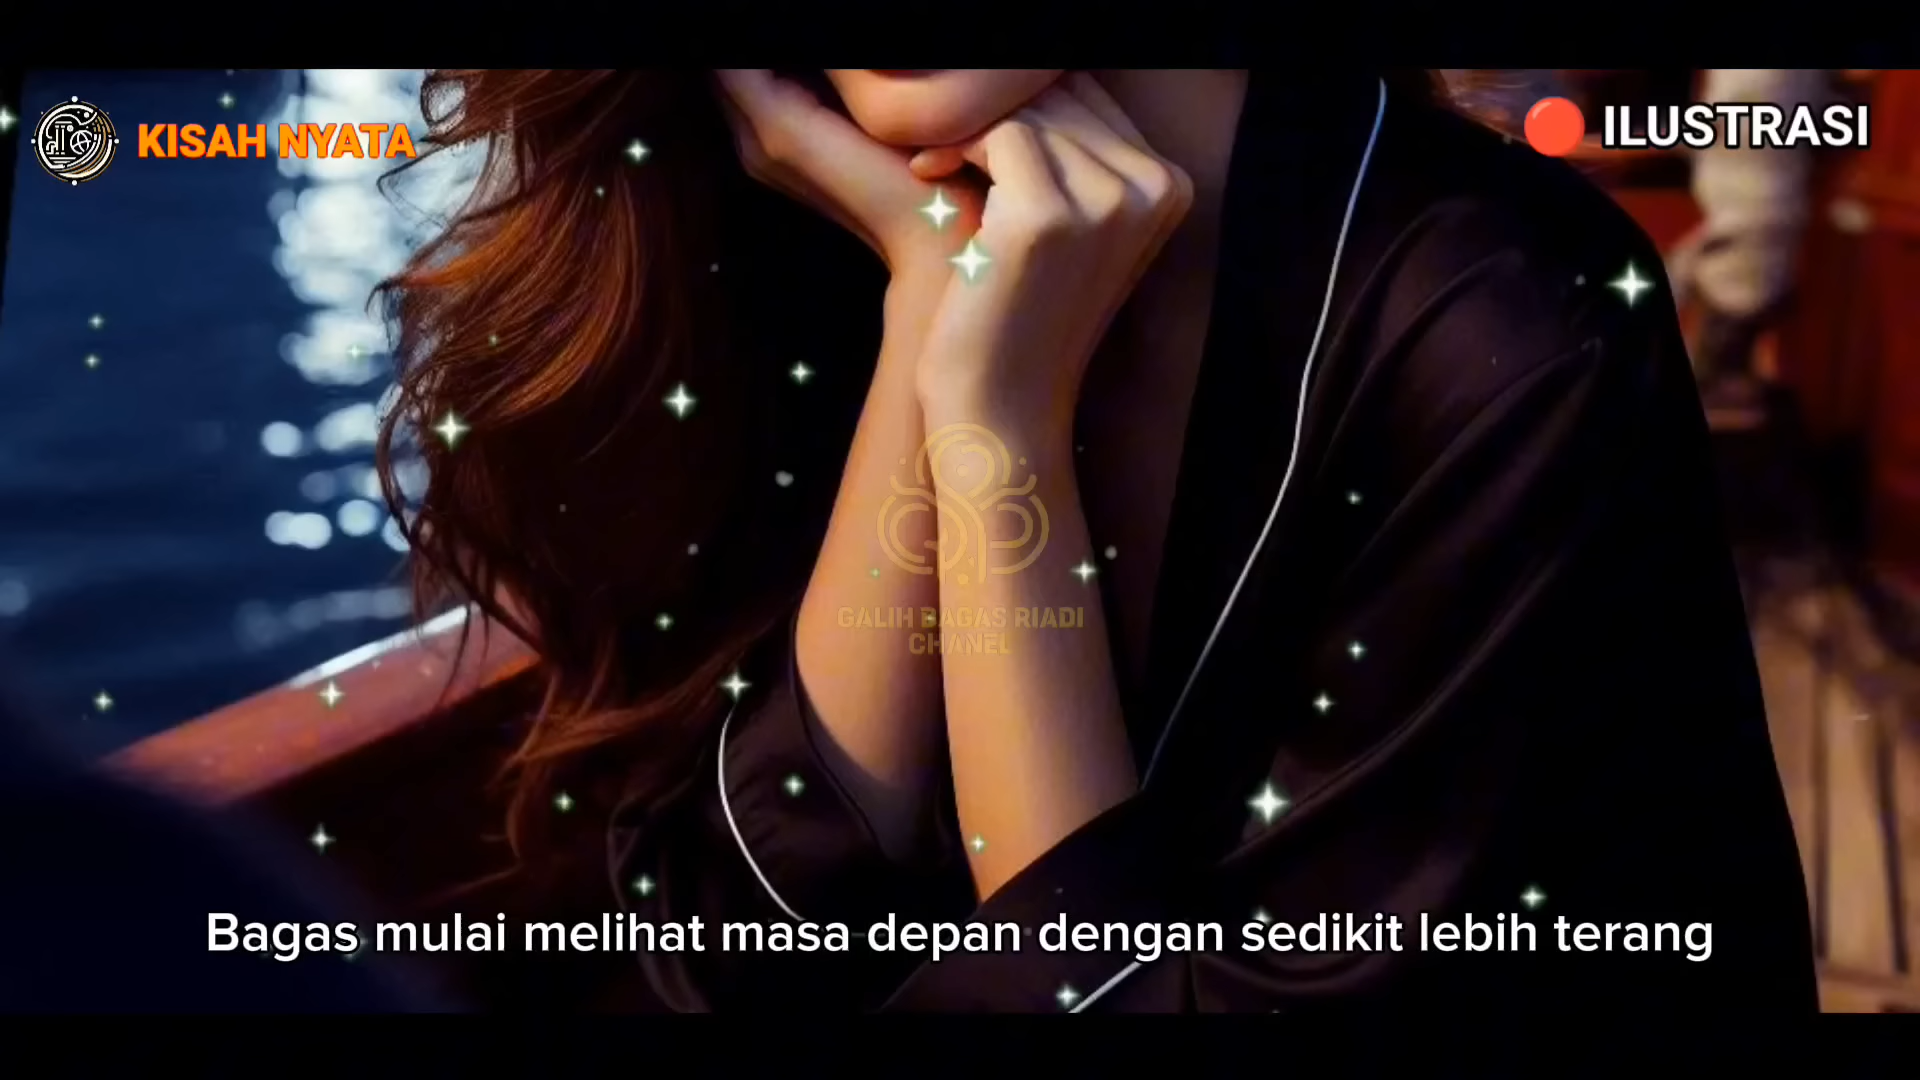 KISAH NYATA
ILUSTRASI
GALIH BAGAS RIADI
CHANEL
Bagas mulai melihat masa depan dengan sedikit lebih terang